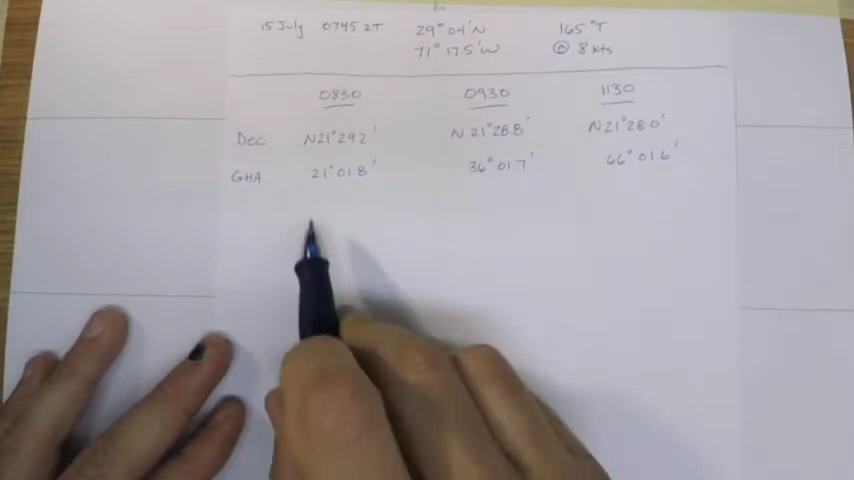 15 July 0745 ZT 29° 04' N 165° T
71° 17.5' W @ 8 kts
0830 0930 1130
Dec N21° 29.2' N 21° 28.8' N21° 28.0'
GHA 21° 01.8' 36° 01.7' 66° 01.6'